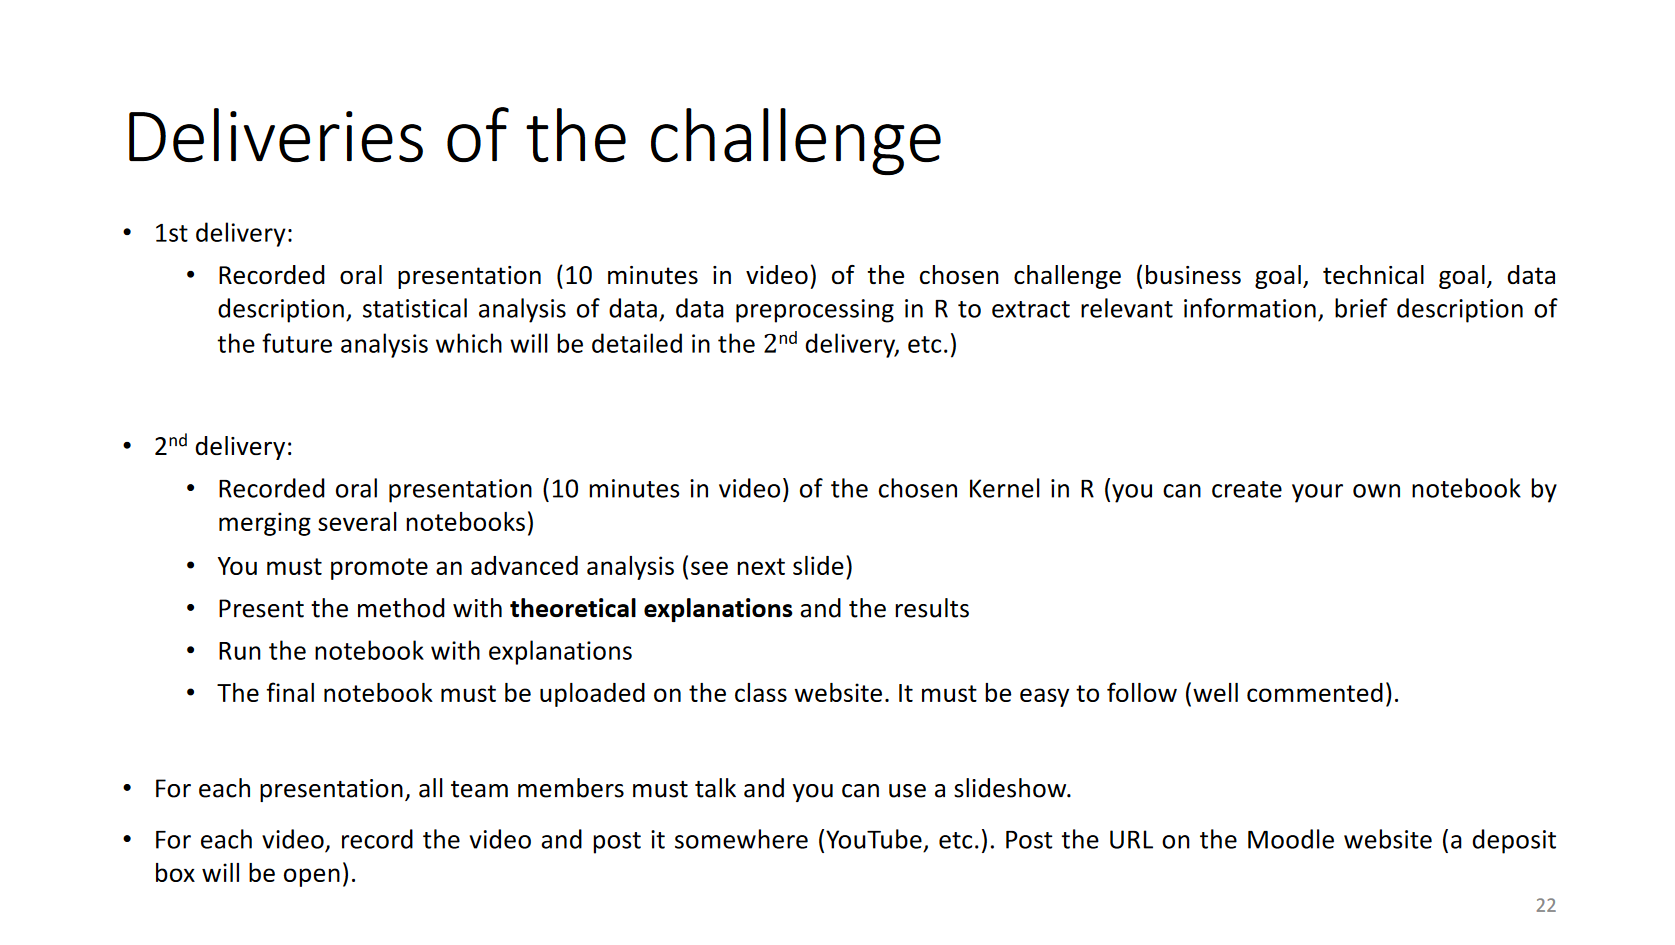 Deliveries of the challenge
• 1st delivery:
• Recorded oral presentation (10 minutes in video) of the chosen challenge (business goal, technical goal, data
description, statistical analysis of data, data preprocessing in R to extract relevant information, brief description of
the future analysis which will be detailed in the 2nd delivery, etc.)
• 2nd delivery:
• Recorded oral presentation (10 minutes in video) of the chosen Kernel in R (you can create your own notebook by
merging several notebooks)
• You must promote an advanced analysis (see next slide)
• Present the method with theoretical explanations and the results
• Run the notebook with explanations
• The final notebook must be uploaded on the class website. It must be easy to follow (well commented).
• For each presentation, all team members must talk and you can use a slideshow.
• For each video, record the video and post it somewhere (YouTube, etc.). Post the URL on the Moodle website (a deposit
box will be open).
22